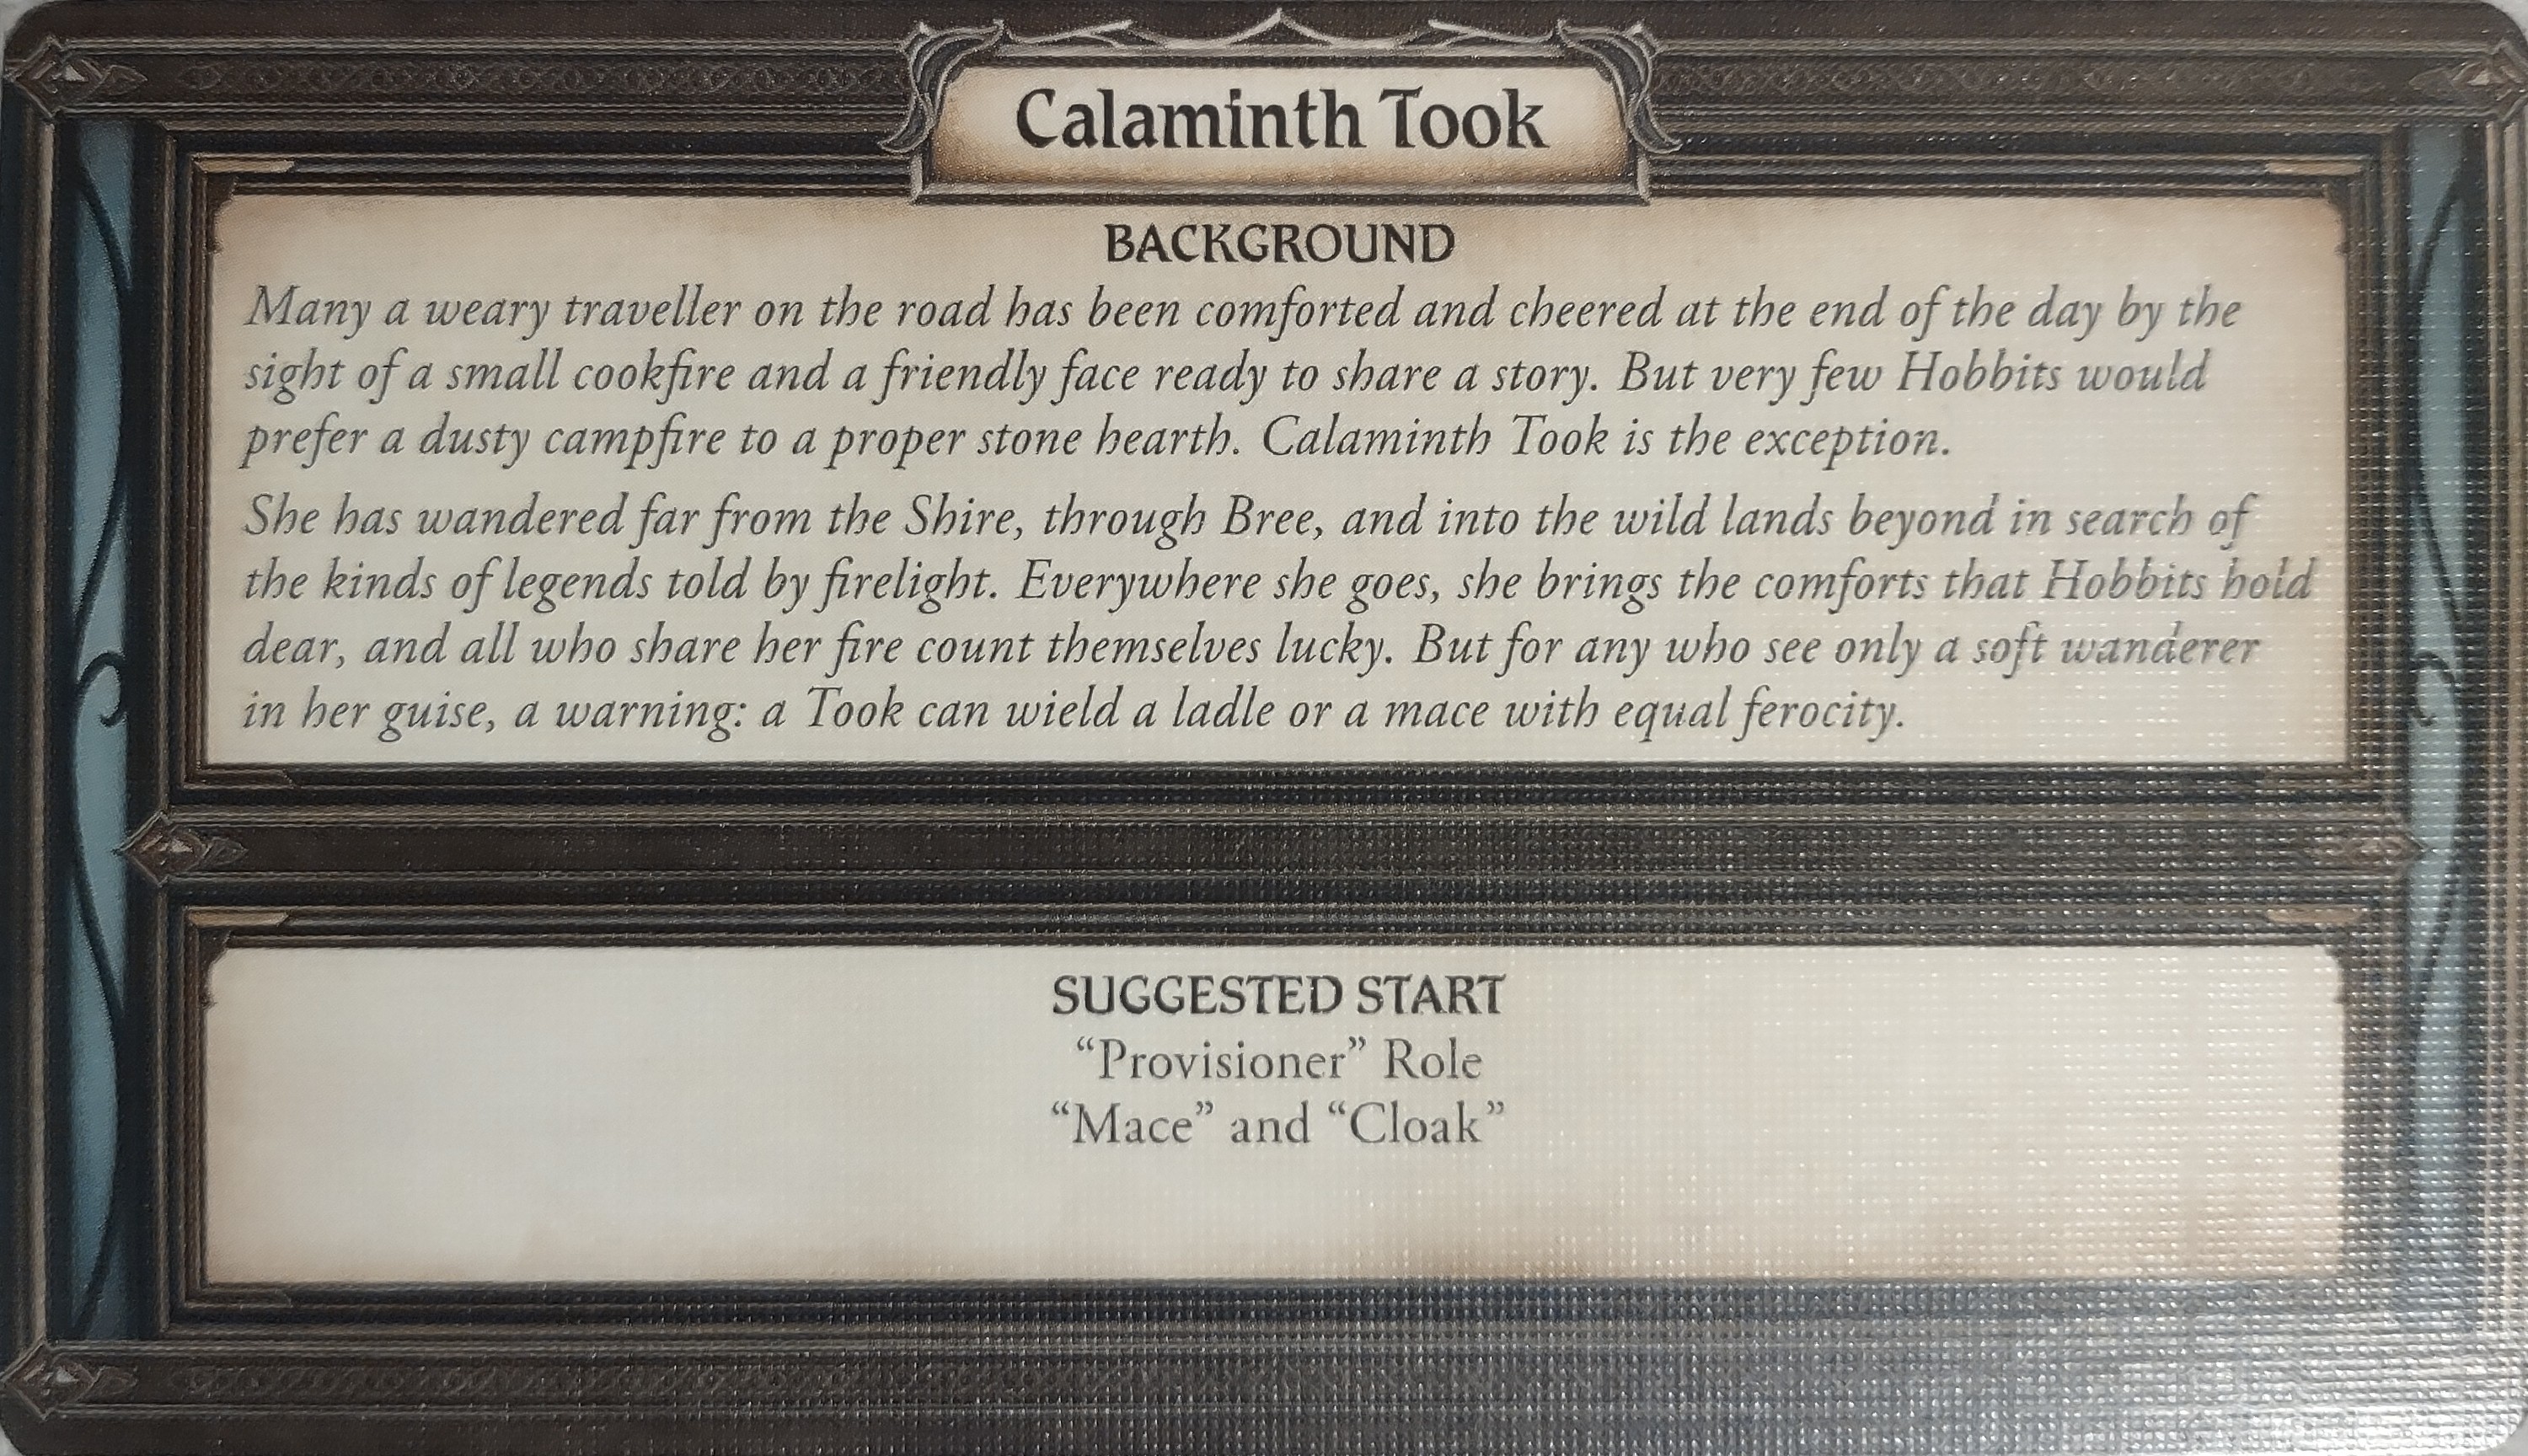 Calaminth Took
BACKGROUND
Many a weary traveller on the road has been comforted and cheered at the end of the day by the
sight of a small cookfire and a friendly face ready to share a story. But very few Hobbits would
prefer a dusty campfire to a proper stone hearth. Calaminth Took is the exception.
She has wandered far from the Shire, through Bree, and into the wild lands beyond in search of
the kinds of legends told by firelight. Everywhere she goes, she brings the comforts that Hobbits hold
dear, and all who share her fire count themselves lucky. But for any who see only a soft wanderer
in her guise, a warning: a Took can wield a ladle or a mace with equal ferocity.
SUGGESTED START
“Provisioner” Role
“Mace” and “Cloak”